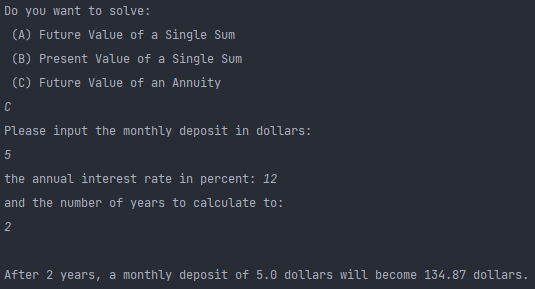 Do you want to solve:
(A) Future Value of a Single Sum
(B) Present Value of a Single Sum
(C) Future Value of an Annuity
C
Please input the monthly deposit in dollars:
5
the annual interest rate in percent: 12
and the number of years to calculate to:
2
After 2 years, a monthly deposit of 5.0 dollars will become 134.87 dollars.